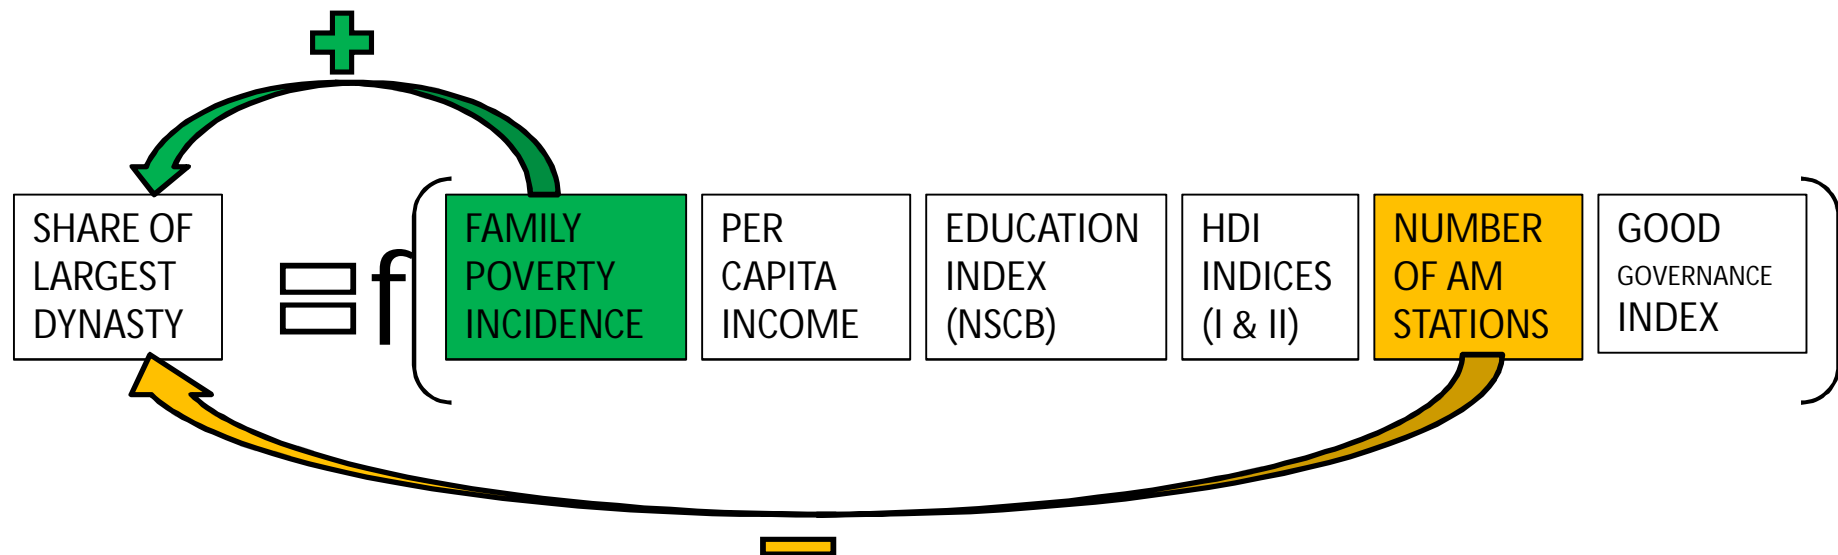 SHARE OF
LARGEST
DYNASTY
=
f
(
FAMILY
POVERTY
INCIDENCE
PER
CAPITA
INCOME
EDUCATION
INDEX
(NSCB)
HDI
INDICES
(I & II)
NUMBER
OF AM
STATIONS
GOOD
GOVERNANCE
INDEX
)